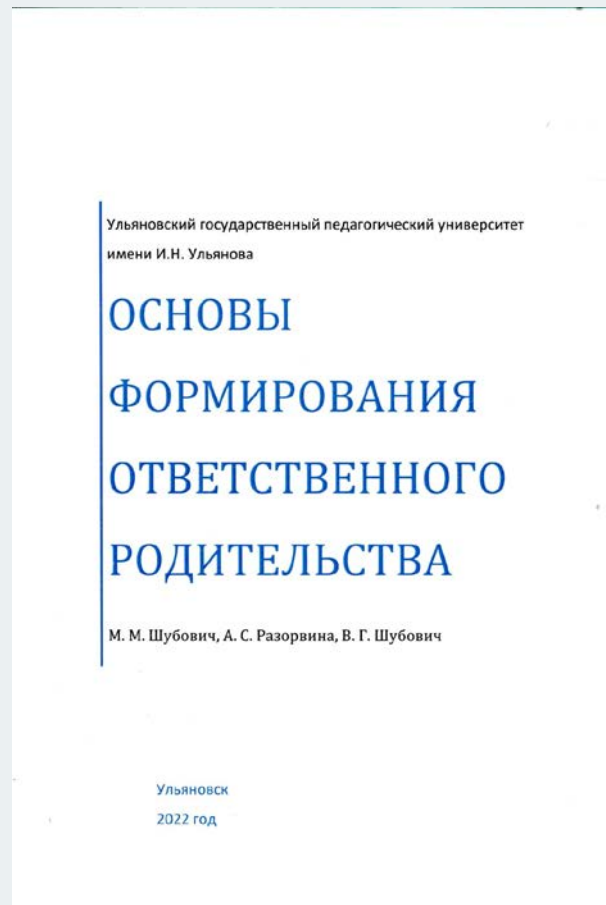 Ульяновский государственный педагогический университет
имени И.Н. Ульянова
ОСНОВЫ
ФОРМИРОВАНИЯ
ОТВЕТСТВЕННОГО
РОДИТЕЛЬСТВА
М. М. Шубович, А. С. Разорвина, В. Г. Шубович
Ульяновск
2022 год